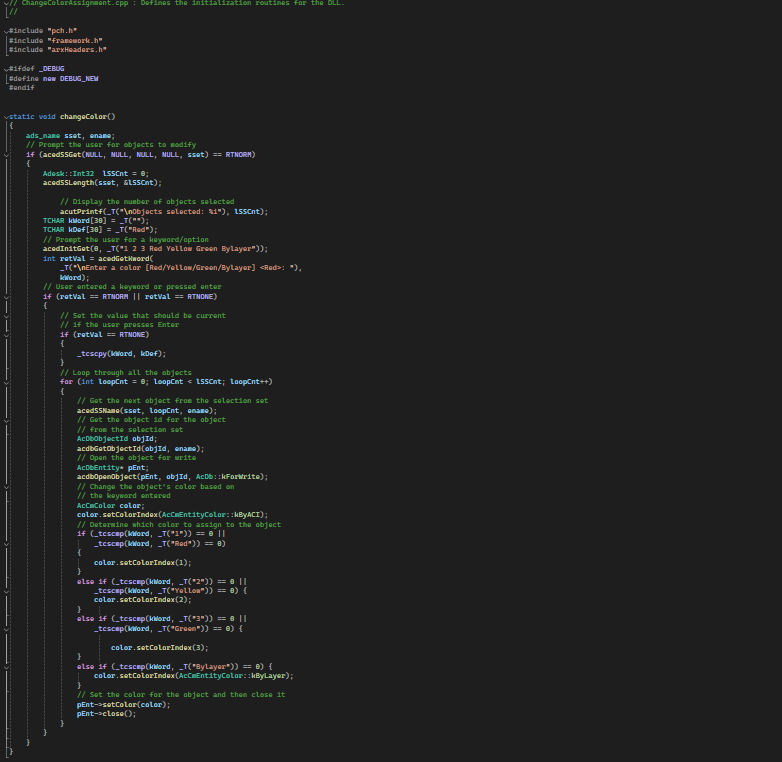 // ChangeColorAssignment.cpp : Defines the initialization routines for the DLL.
//
#include "pch.h"
#include "framework.h"
#include "arxHeaders.h"
#ifdef _DEBUG
#define new DEBUG_NEW
#endif
static void changeColor()
{
ads_name sset, ename;
// Prompt the user for objects to modify
if (acedSSGet(NULL, NULL, NULL, NULL, sset) == RTNORM)
{
Adesk::Int32 lSSCnt = 0;
acedSSLength(sset, &lSSCnt);
// Display the number of objects selected
acutPrintf(_T("\nObjects selected: %i"), lSSCnt);
TCHAR kWord[30] = _T("");
TCHAR kDef[30] = _T("Red");
// Prompt the user for a keyword/option
acedInitGet(0, _T("1 2 3 Red Yellow Green Bylayer"));
int retVal = acedGetKword(
_T("\nEnter a color [Red/Yellow/Green/Bylayer] <Red>: "),
kWord);
// User entered a keyword or pressed enter
if (retVal == RTNORM || retVal == RTNONE)
{
// Set the value that should be current
// if the user presses Enter
if (retVal == RTNONE)
{
_tcscpy(kWord, kDef);
}
// Loop through all the objects
for (int loopCnt = 0; loopCnt < lSSCnt; loopCnt++)
{
// Get the next object from the selection set
acedSSName(sset, loopCnt, ename);
// Get the object id for the object
// from the selection set
AcDbObjectId objId;
acdbGetObjectId(objId, ename);
// Open the object for write
AcDbEntity* pEnt;
acdbOpenObject(pEnt, objId, AcDb::kForWrite);
// Change the object's color based on
// the keyword entered
AcCmColor color;
color.setColorIndex(AcCmEntityColor::kByACI);
// Determine which color to assign to the object
if (_tcscmp(kWord, _T("1")) == 0 ||
_tcscmp(kWord, _T("Red")) == 0)
{
color.setColorIndex(1);
}
else if (_tcscmp(kWord, _T("2")) == 0 ||
_tcscmp(kWord, _T("Yellow")) == 0) {
color.setColorIndex(2);
}
else if (_tcscmp(kWord, _T("3")) == 0 ||
_tcscmp(kWord, _T("Green")) == 0) {
color.setColorIndex(3);
}
else if (_tcscmp(kWord, _T("Bylayer")) == 0) {
color.setColorIndex(AcCmEntityColor::kByLayer);
}
// Set the color for the object and then close it
pEnt->setColor(color);
pEnt->close();
}
}
}
}